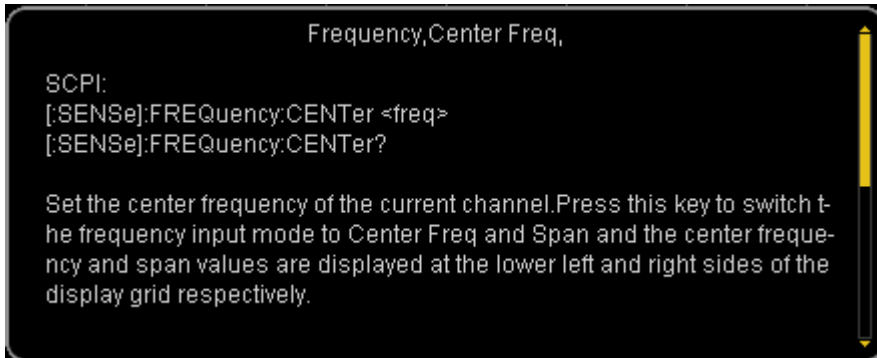 Frequency,Center Freq,
SCPI:
[:SENSe]:FREQuency:CENTer <freq>
[:SENSe]:FREQuency:CENTer?
Set the center frequency of the current channel.Press this key to switch t-
he frequency input mode to Center Freq and Span and the center freque-
ncy and span values are displayed at the lower left and right sides of the
display grid respectively.